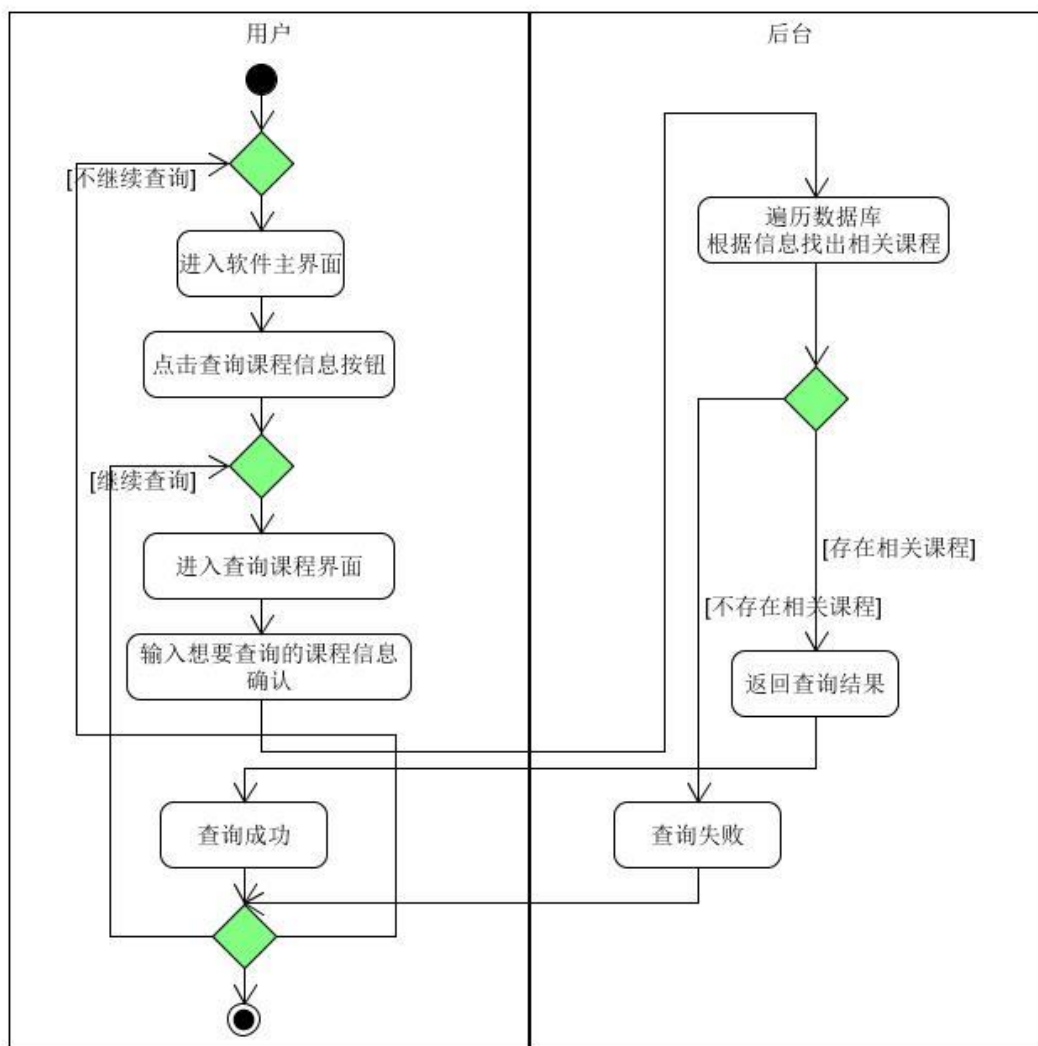 用户
后台
[不继续查询]
进入软件主界面
点击查询课程信息按钮
[继续查询]
进入查询课程界面
输入想要查询的课程信息
确认
查询成功
遍历数据库
根据信息找出相关课程
[存在相关课程]
[不存在相关课程]
返回查询结果
查询失败